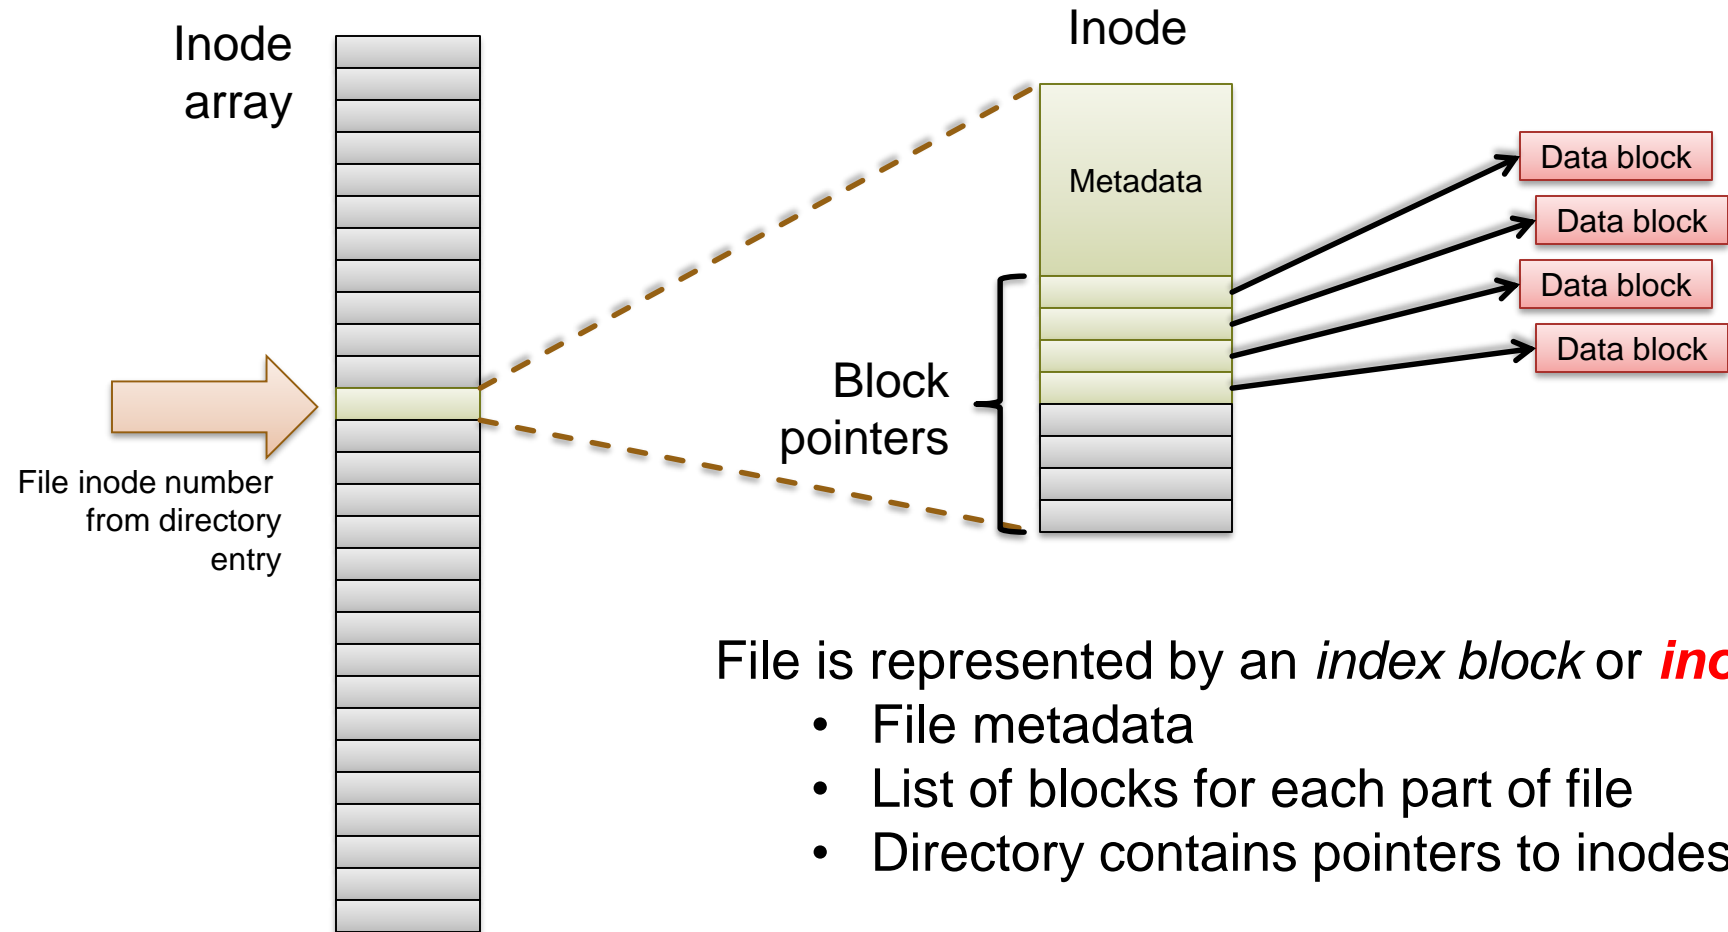 Inode
array
Inode
Metadata
Data block
Data block
Data block
Data block
Block
pointers
File inode number
from directory
entry
File is represented by an index block or
• File metadata
• List of blocks for each part of file
• Directory contains pointers to inodes